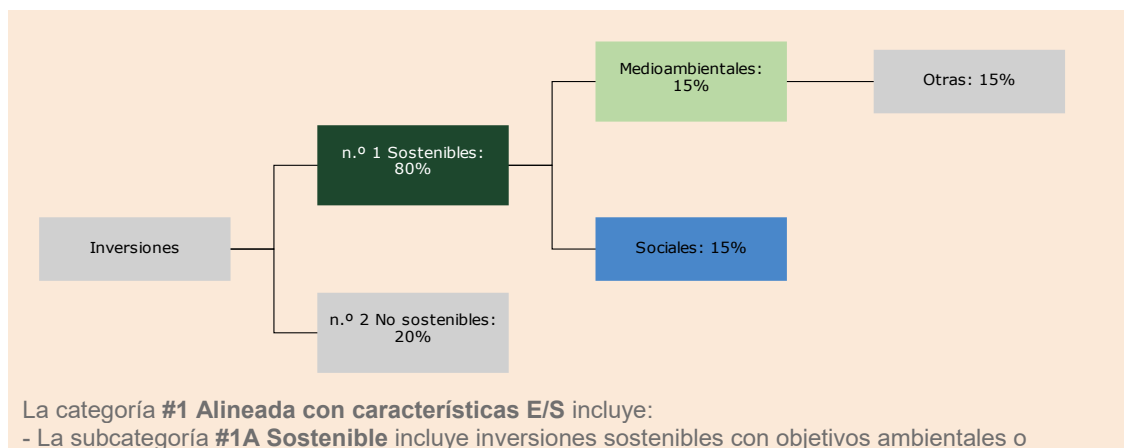 Medioambientales:
15%
Otras: 15%
n.º 1 Sostenibles:
80%
Inversiones
Sociales: 15%
n.º 2 No sostenibles:
20%
La categoría #1 Alineada con características E/S incluye:
- La subcategoría #1A Sostenible incluye inversiones sostenibles con objetivos ambientales o